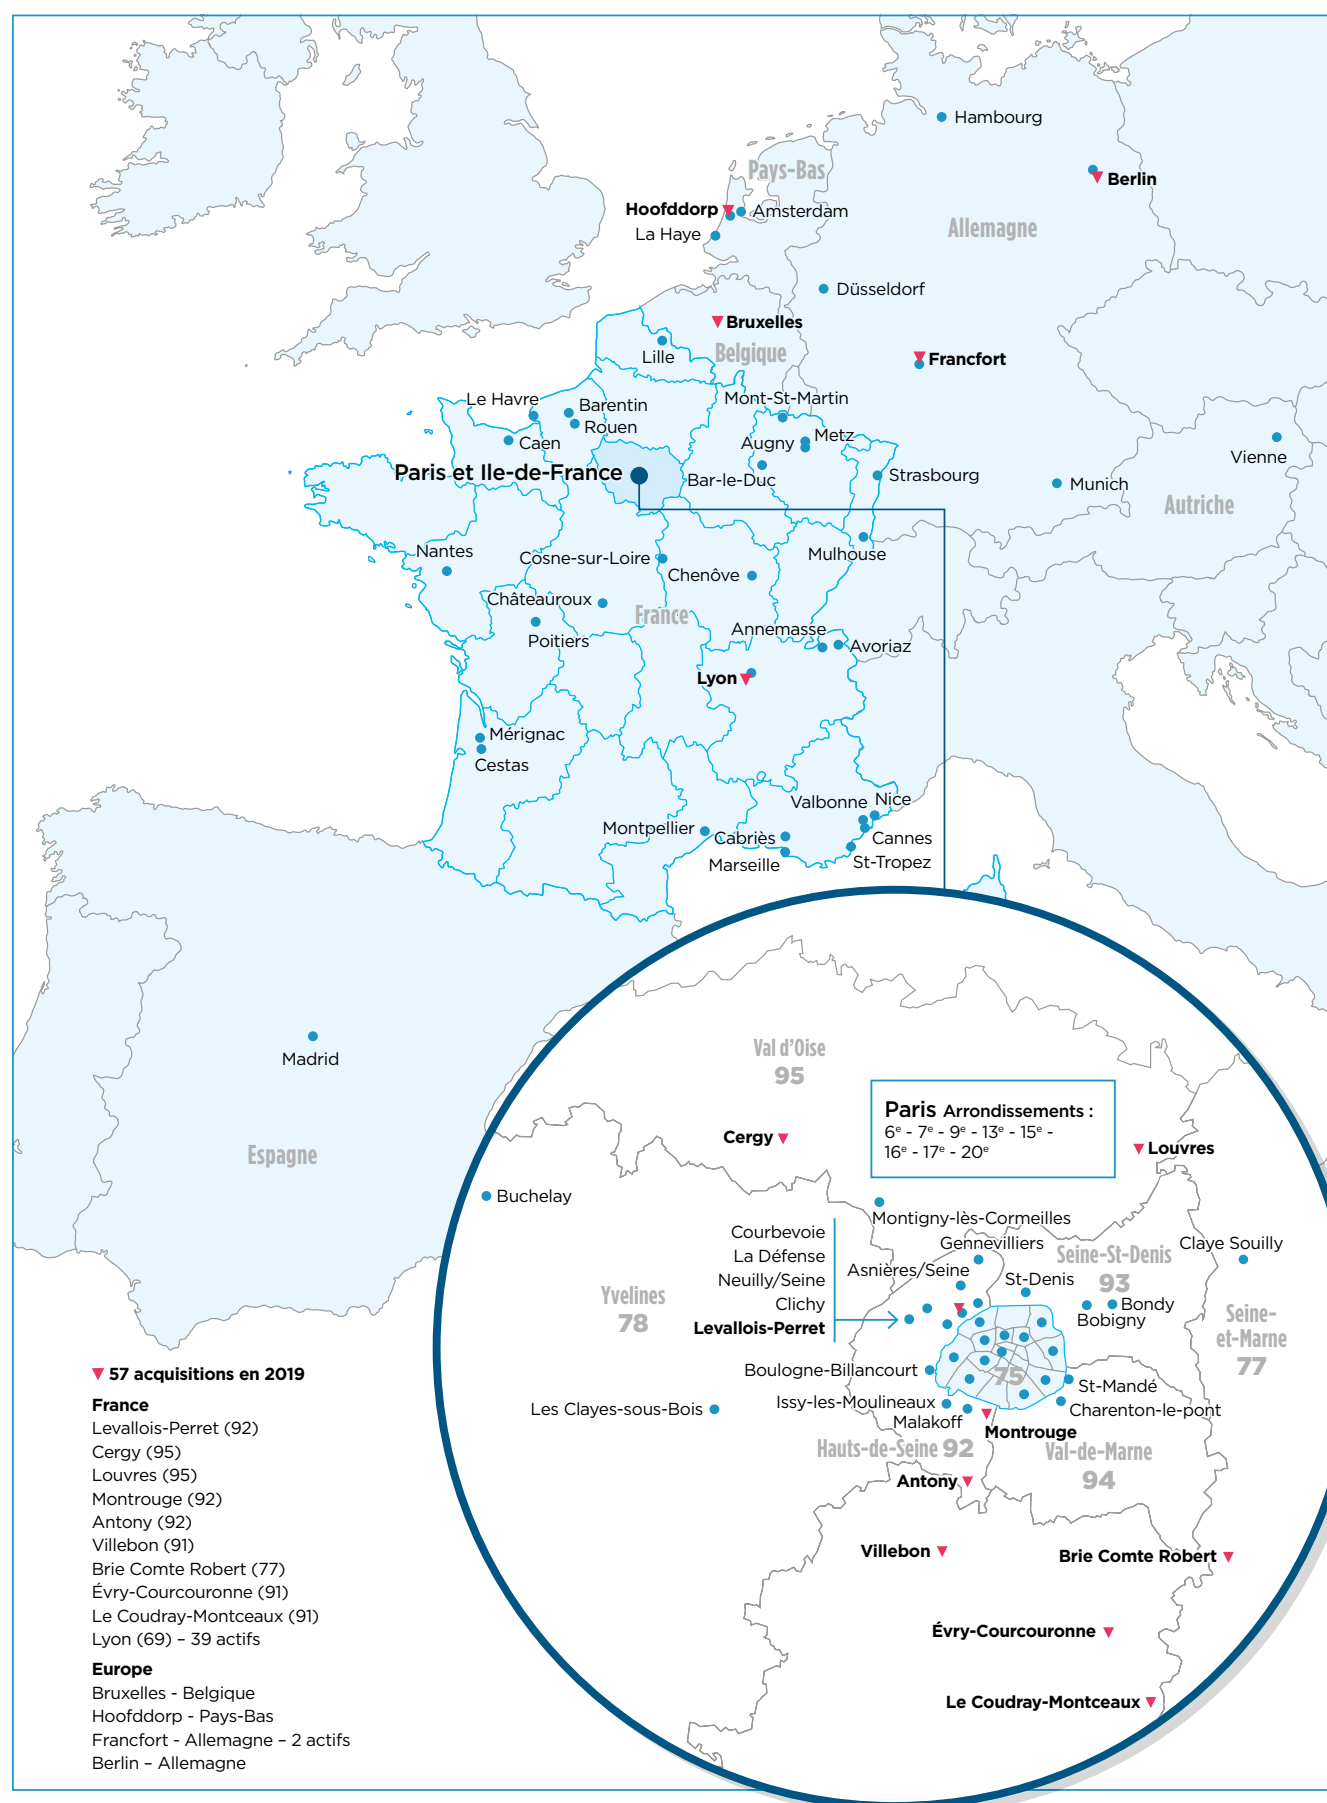 Hambourg
Pays-Bas
Berlin
Hoofddorp
Amsterdam
La Haye
Allemagne
Düsseldorf
Bruxelles
Belgique
Lille
Francfort
Mont-St-Martin
Le Havre
Barentin
Rouen
Caen
Augny
Metz
Paris et Ile-de-France
Bar-le-Duc
Strasbourg
Vienne
Munich
Autriche
Nantes
Cosne-sur-Loire
Mulhouse
Chenôve
Châteauroux
France
Poitiers
Annemasse
Avoriaz
Lyon
Mérignac
Cestas
Valbonne
Nice
Montpellier
Cabriès
Cannes
Marseille
St-Tropez
Madrid
Espagne
Val d’Oise
95
Paris Arrondissements :
6e - 7e - 9e - 13e - 15e -
16e - 17e - 20e
Cergy
Louvres
Buchelay
Montigny-lès-Cormeilles
Courbevoie
La Défense
Neuilly/Seine
Clichy
Levallois-Perret
Gennevilliers
Asnières/Seine
St-Denis
Seine-St-Denis
93
Claye Souilly
Bondy
Bobigny
Yvelines
78
Seine-
et-Marne
77
Boulogne-Billancourt
75
St-Mandé
Issy-les-Moulineaux
Charenton-le-pont
Les Clayes-sous-Bois
Malakoff
Montrouge
Hauts-de-Seine 92
Val-de-Marne
94
Antony
Villebon
Brie Comte Robert
Évry-Courcouronne
Le Coudray-Montceaux
▼ 57 acquisitions en 2019
France
Levallois-Perret (92)
Cergy (95)
Louvres (95)
Montrouge (92)
Antony (92)
Villebon (91)
Brie Comte Robert (77)
Évry-Courcouronne (91)
Le Coudray-Montceaux (91)
Lyon (69) – 39 actifs
Europe
Bruxelles - Belgique
Hoofddorp - Pays-Bas
Francfort - Allemagne – 2 actifs
Berlin – Allemagne